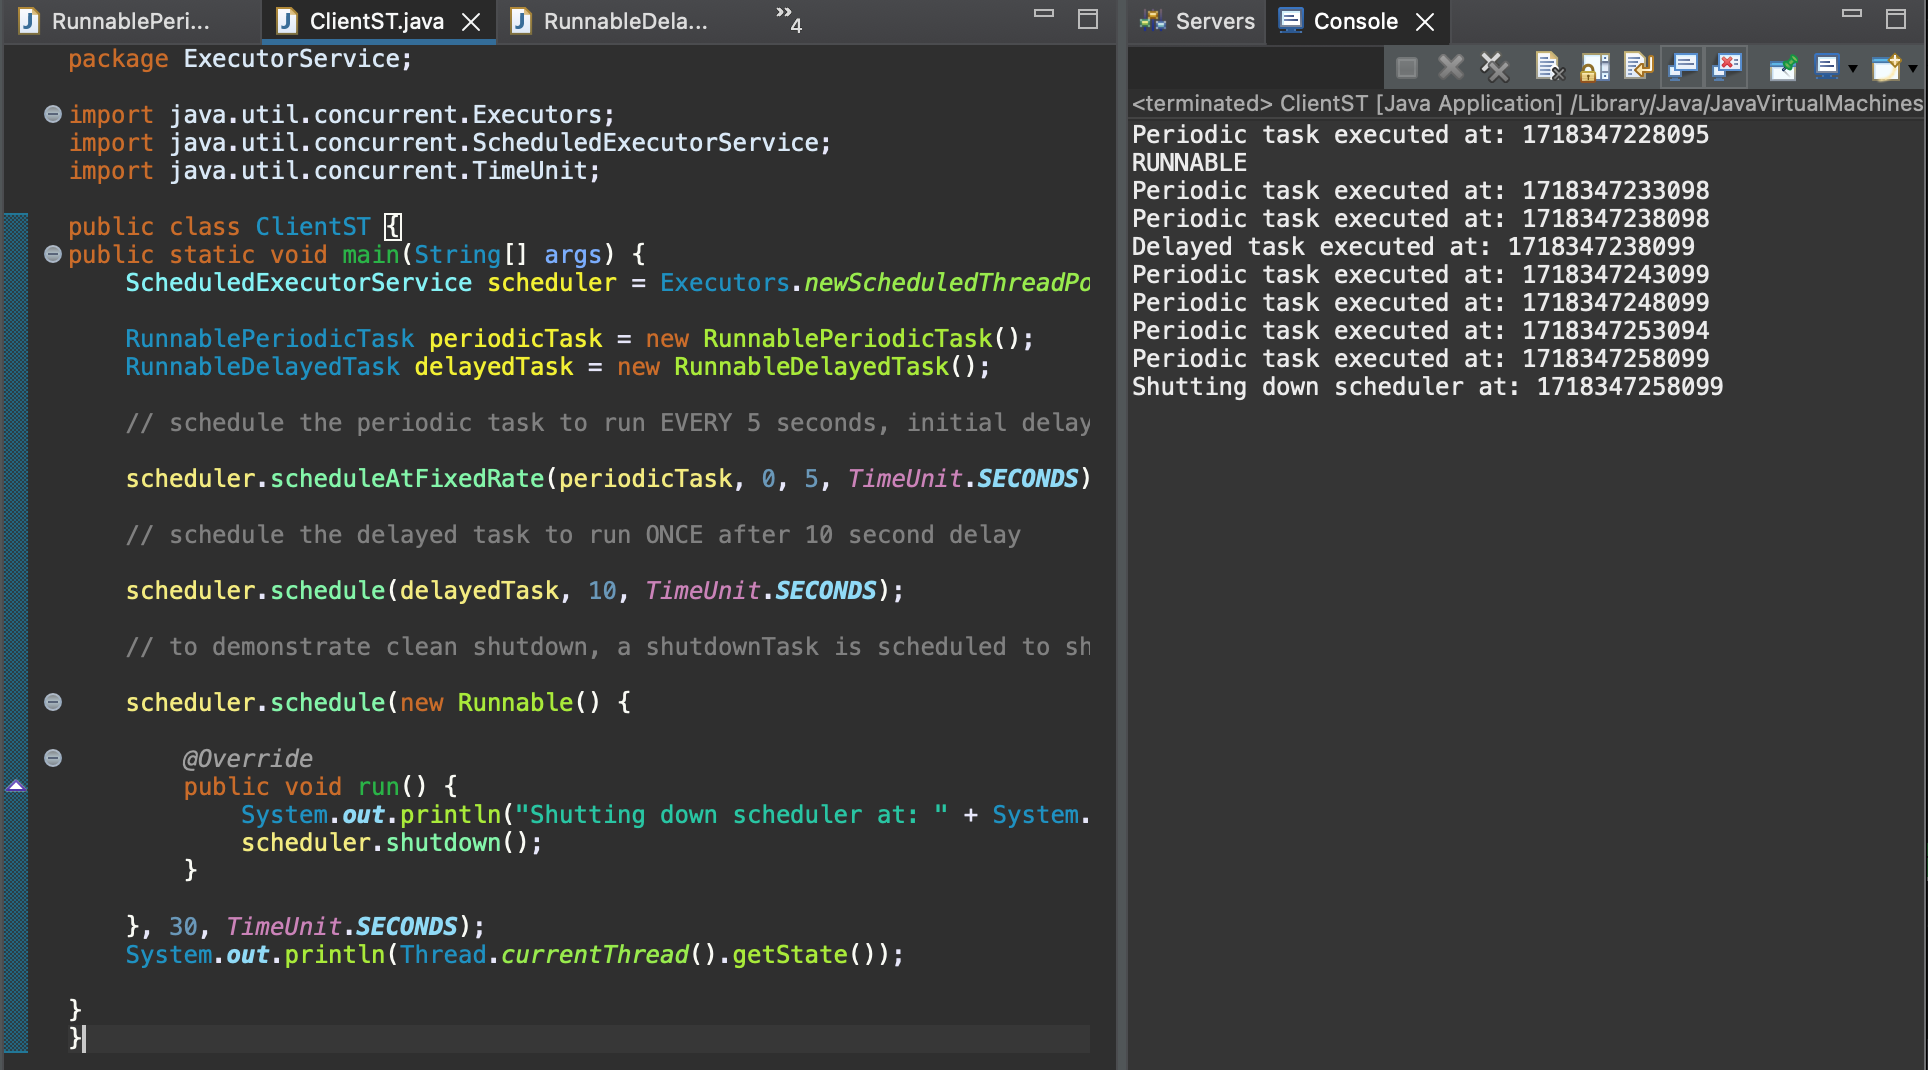 RunnablePeri...
ClientST.java
RunnableDela...
»4
package ExecutorService;
import java.util.concurrent.Executors;
import java.util.concurrent.ScheduledExecutorService;
import java.util.concurrent.TimeUnit;
public class ClientST {
public static void main(String[] args) {
ScheduledExecutorService scheduler = Executors.newScheduledThreadPo
RunnablePeriodicTask periodicTask = new RunnablePeriodicTask();
RunnableDelayedTask delayedTask = new RunnableDelayedTask();
// schedule the periodic task to run EVERY 5 seconds, initial delay
scheduler.scheduleAtFixedRate(periodicTask, 0, 5, TimeUnit.SECONDS)
// schedule the delayed task to run ONCE after 10 second delay
scheduler.schedule(delayedTask, 10, TimeUnit.SECONDS);
// to demonstrate clean shutdown, a shutdownTask is scheduled to sh
scheduler.schedule(new Runnable() {
@Override
public void run() {
System.out.println("Shutting down scheduler at: " + System.
scheduler.shutdown();
}
}, 30, TimeUnit.SECONDS);
System.out.println(Thread.currentThread().getState());
}
}
Servers
Console
<terminated> ClientST [Java Application] /Library/Java/JavaVirtualMachines
Periodic task executed at: 1718347228095
RUNNABLE
Periodic task executed at: 1718347233098
Periodic task executed at: 1718347238098
Delayed task executed at: 1718347238099
Periodic task executed at: 1718347243099
Periodic task executed at: 1718347248099
Periodic task executed at: 1718347253094
Periodic task executed at: 1718347258099
Shutting down scheduler at: 1718347258099